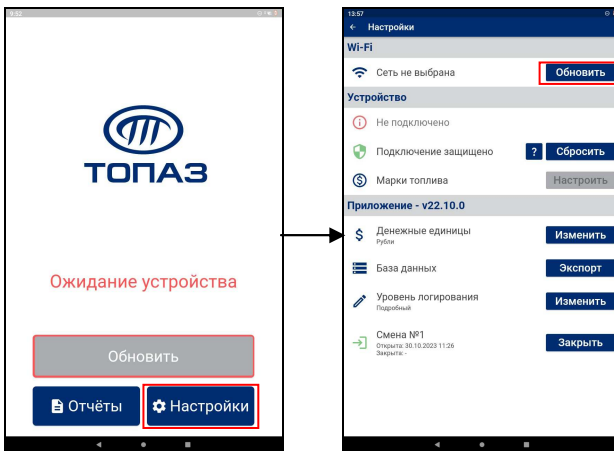 9:52
ТОПАЗ
Ожидание устройства
Обновить
Отчёты
Настройки
13:57
Настройки
Wi-Fi
Сеть не выбрана
Обновить
Устройство
Не подключено
Подключение защищено
?
Сбросить
Марки топлива
Настроить
Приложение - v22.10.0
Денежные единицы
Рубли
Изменить
База данных
Экспорт
Уровень логирования
Подробный
Изменить
Смена №1
Открыта: 30.10.2023 11:26
Закрыта: -
Закрыть